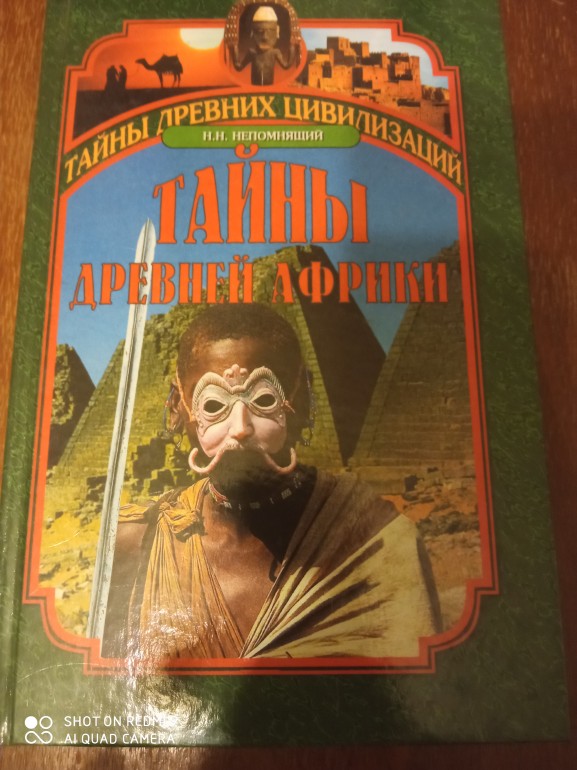 ТАЙНЫ ДРЕВНИХ ЦИВИЛИЗАЦИЙ
Н.Н. НЕПОМНЯЩИЙ
ТАЙНЫ
ДРЕВНЕЙ АФРИКИ
SHOT ON REDMI
AI QUAD CAMERA